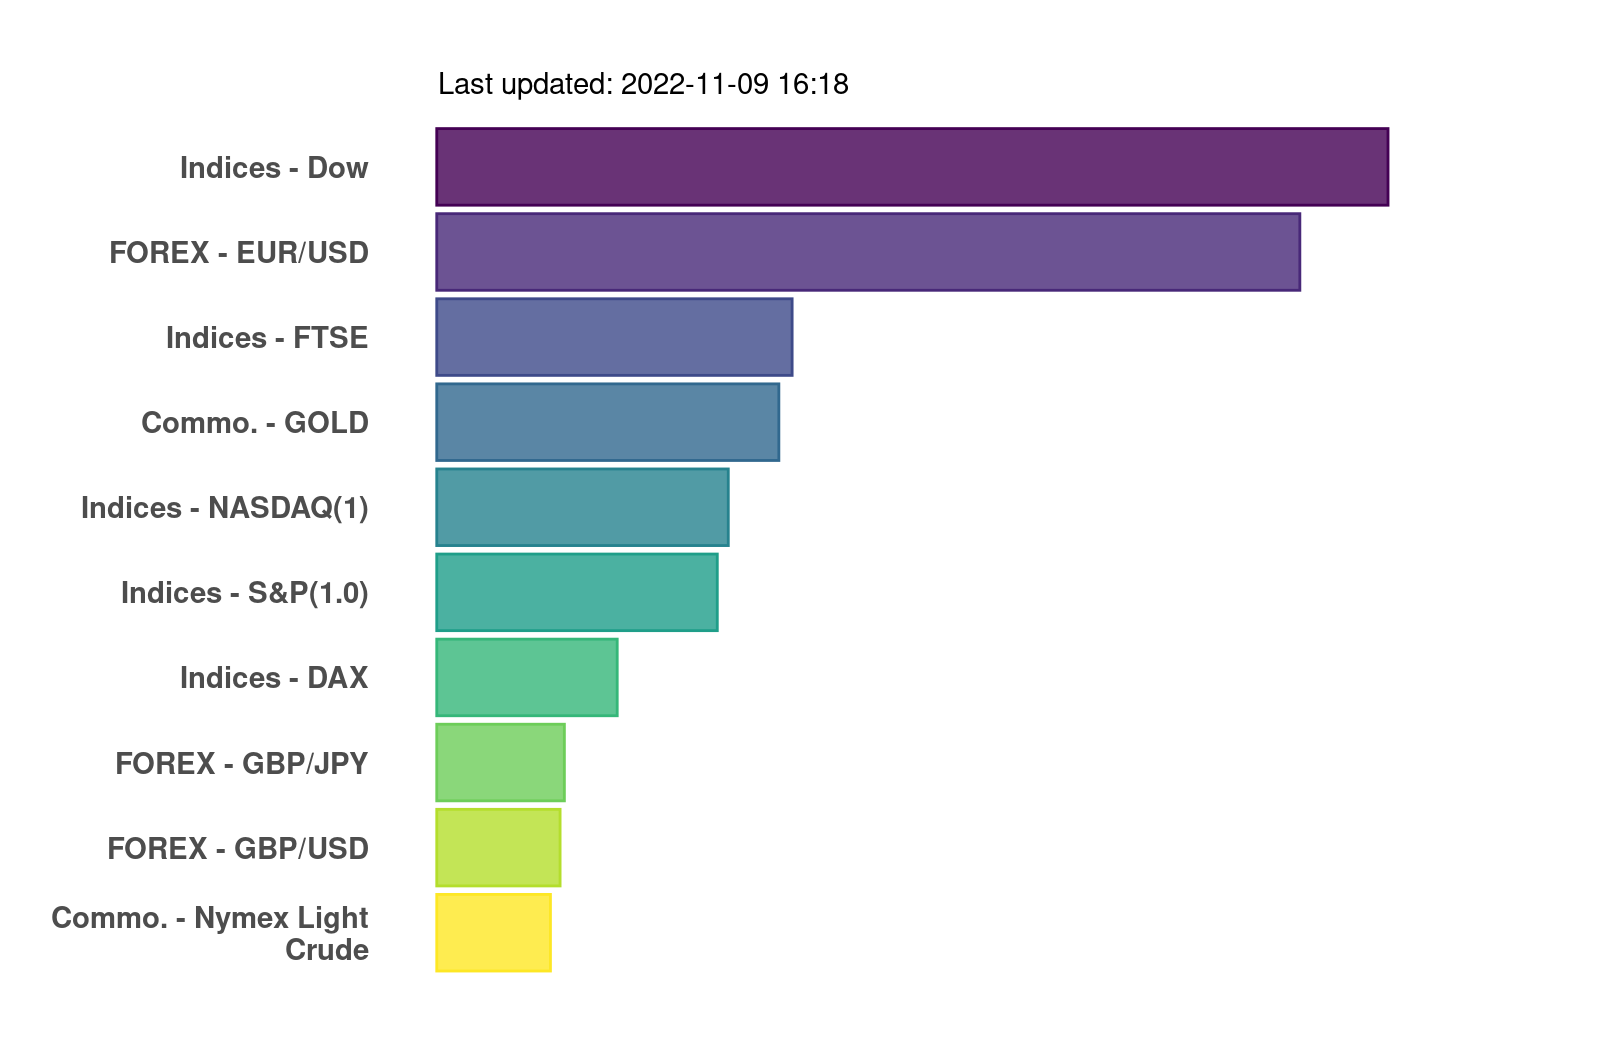 Last updated: 2022-11-09 16:18
Indices - Dow
FOREX - EUR/USD
Indices - FTSE
Commo. - GOLD
Indices - NASDAQ(1)
Indices - S&P(1.0)
Indices - DAX
FOREX - GBP/JPY
FOREX - GBP/USD
Commo. - Nymex Light
Crude